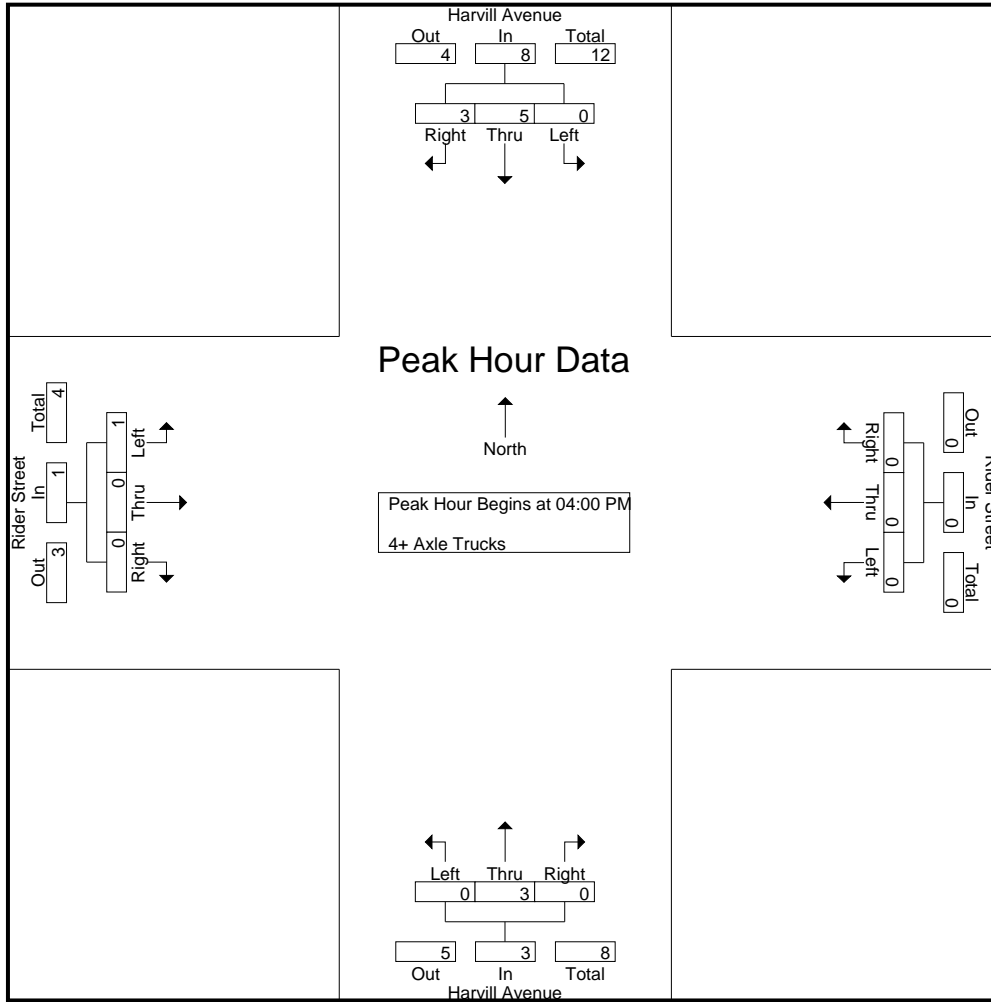 Harvill Avenue
Out In Total
4 8 12
3 5 0
Right Thru Left
Peak Hour Data
North
Peak Hour Begins at 04:00 PM
4+ Axle Trucks
Rider Street
Total In Out
4 1 3
1 0 0
Left Thru Right
Rider Street
Out In Total
0 0 0
0 0 0
Right Thru Left
Left Thru Right
0 3 0
5 3 8
Out In Total
Harvill Avenue